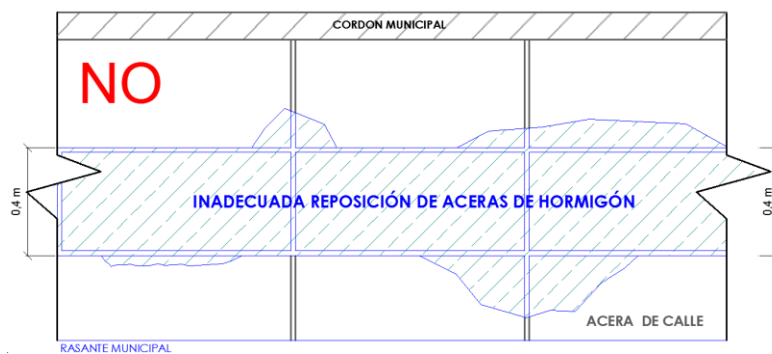 CORDON MUNICIPAL
NO
0,4 m
INADECUADA REPOSICIÓN DE ACERAS DE HORMIGÓN
0,4 m
ACERA DE CALLE
RASANTE MUNICIPAL